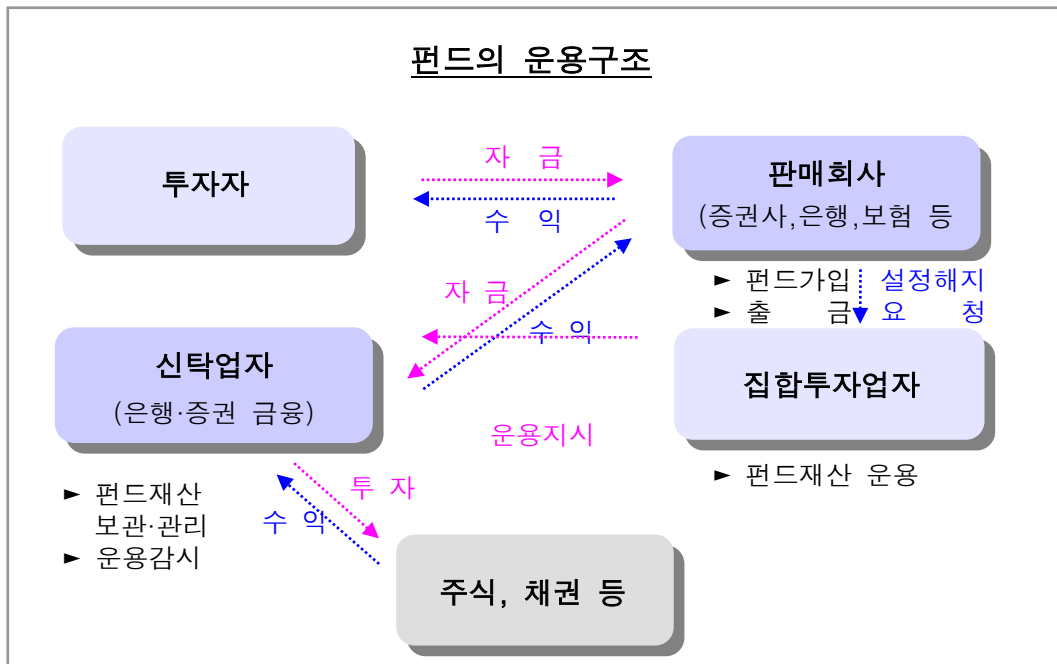 펀드의 운용구조
투자자
자 금
수 익
판매회사
(증권사,은행,보험 등
► 펀드가입
► 출 금
설정해지
요 청
자 금
수 익
신탁업자
(은행·증권 금융)
집합투자업자
운용지시
► 펀드재산 운용
► 펀드재산
보관·관리
► 운용감시
투 자
수 익
주식, 채권 등